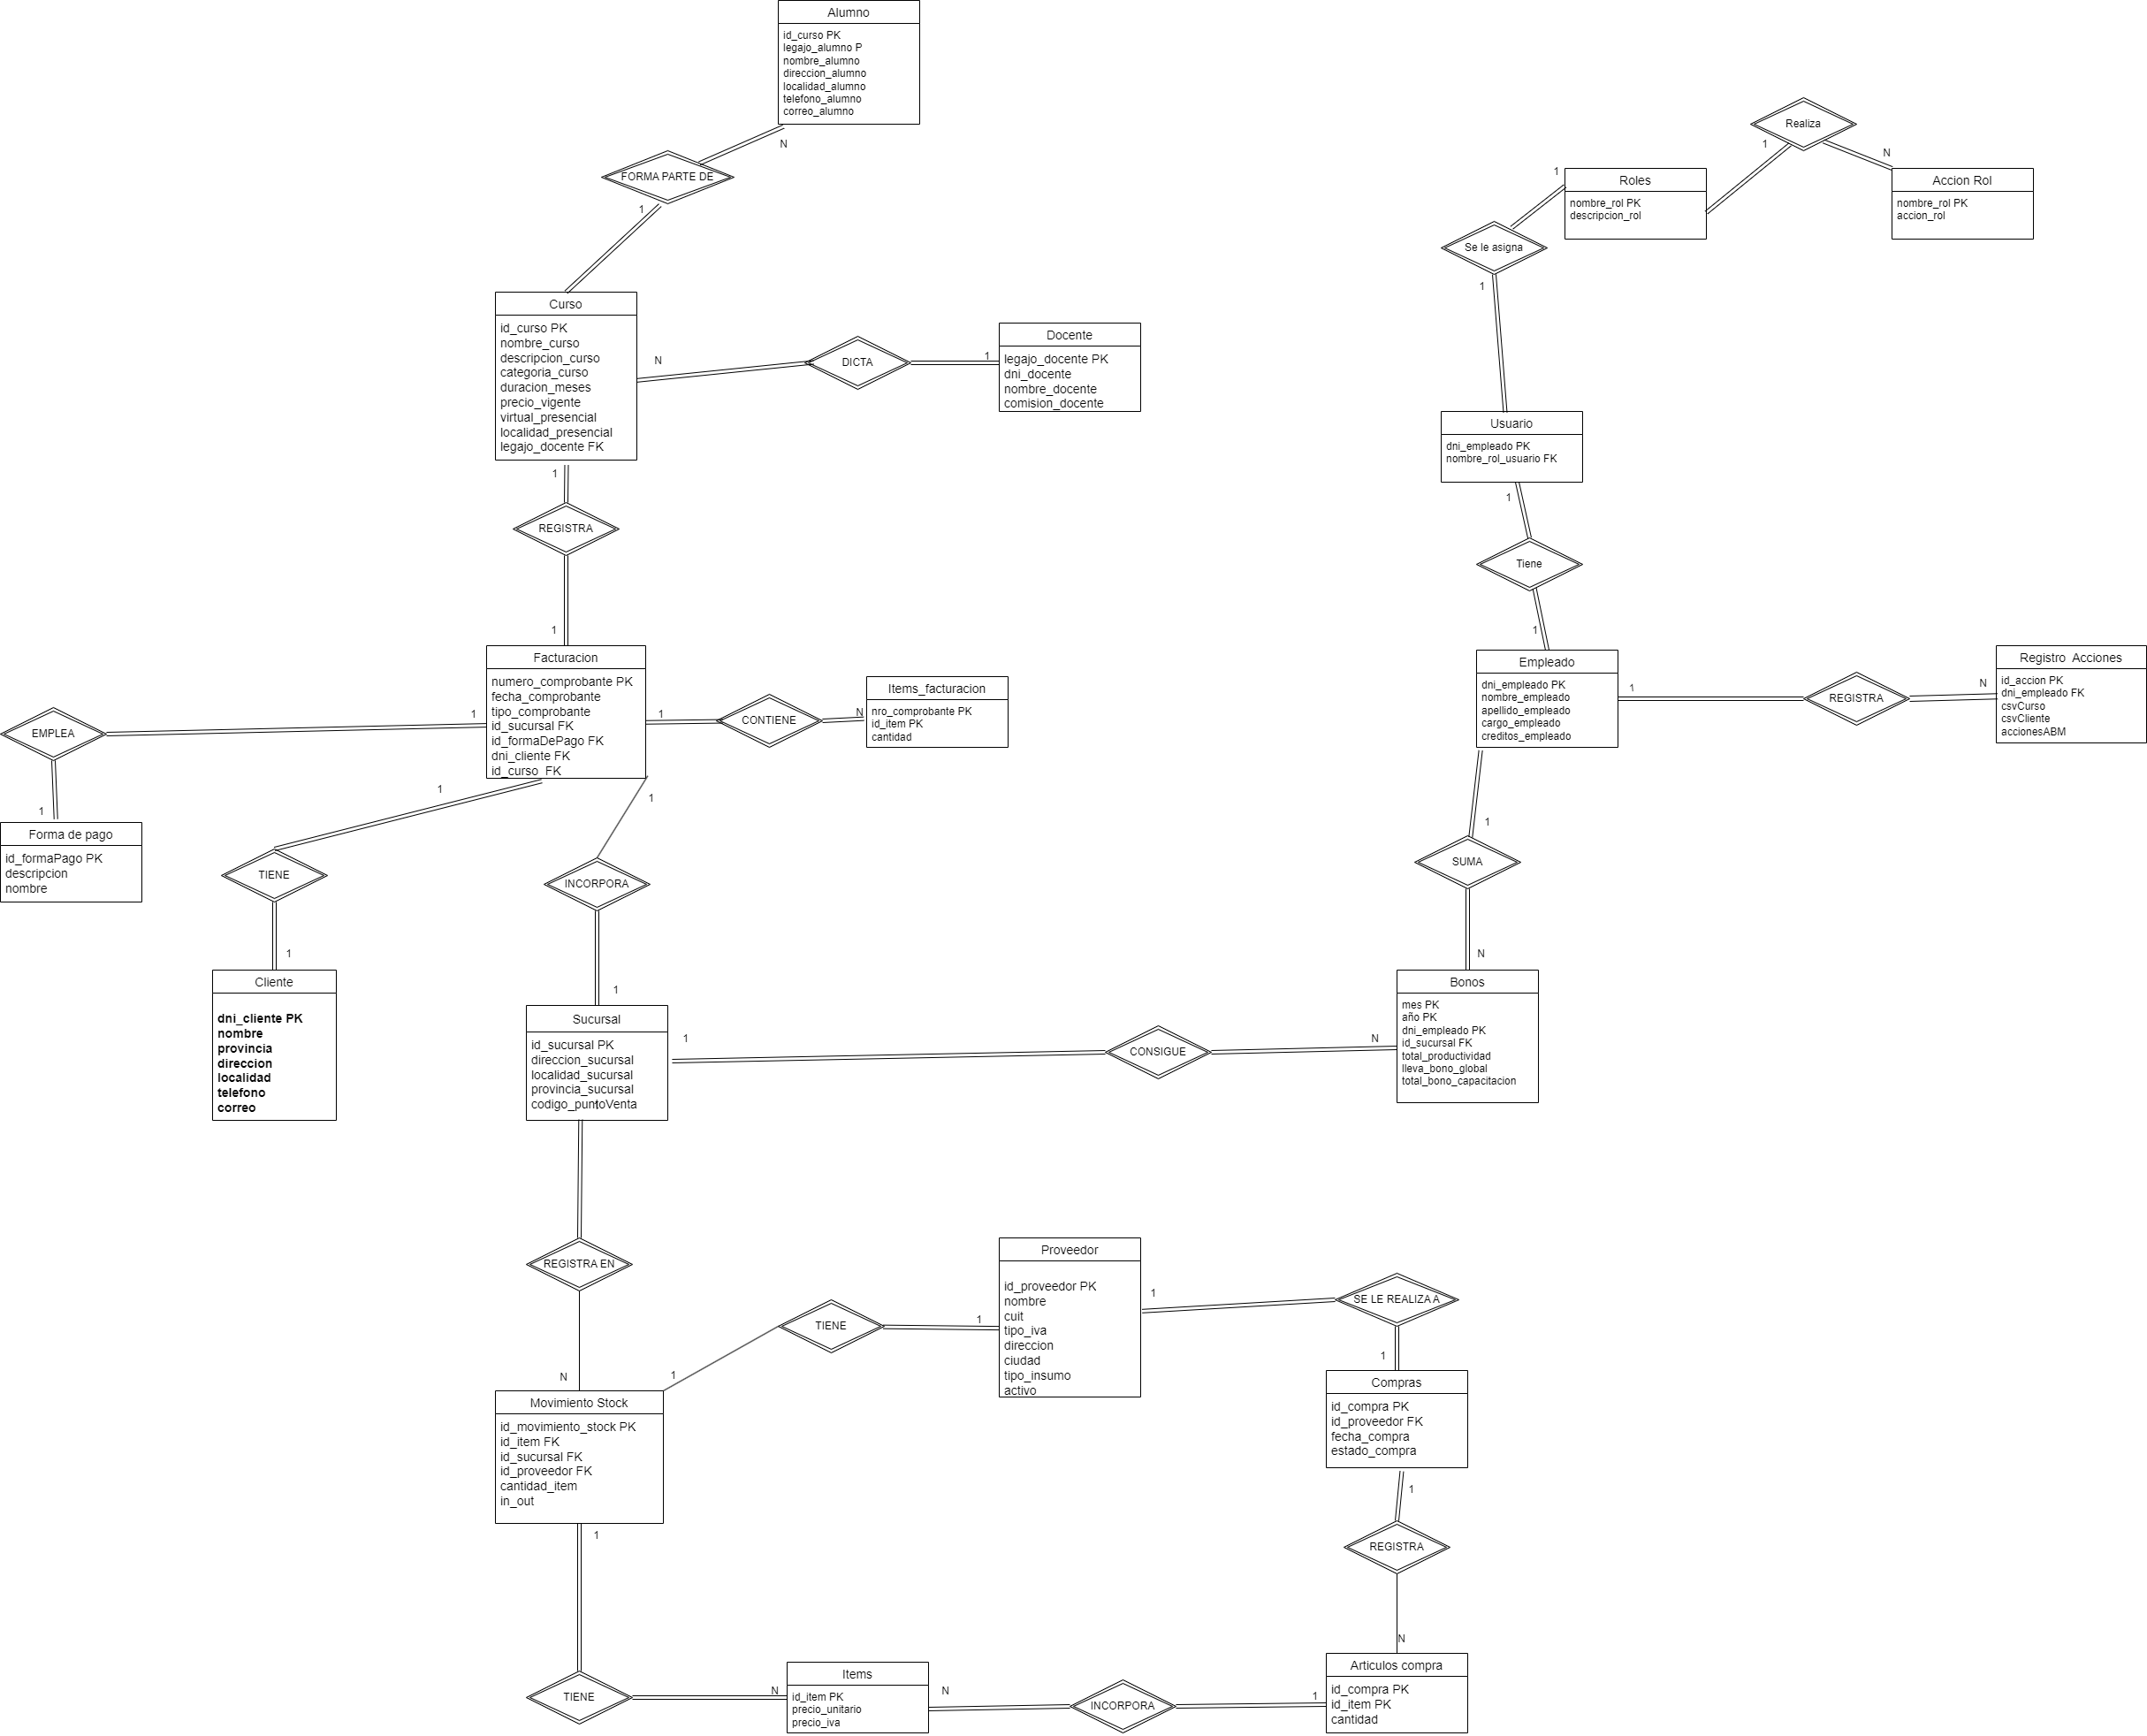 Alumno
id_curso PK
legajo_alumno P
nombre_alumno
direccion_alumno
localidad_alumno
telefono_alumno
correo_alumno
N
FORMA PARTE DE
1
Realiza
1
N
Roles
nombre_rol PK
descripcion_rol
Accion Rol
nombre_rol PK
accion_rol
1
Se le asigna
1
Curso
id_curso PK
nombre_curso
descripcion_curso
categoria_curso
duracion_meses
precio_vigente
virtual_presencial
localidad_presencial
legajo_docente FK
N
DICTA
1
Docente
legajo_docente PK
dni_docente
nombre_docente
comision_docente
Usuario
dni_empleado PK
nombre_rol_usuario FK
1
REGISTRA
1
1
Tiene
1
Facturacion
numero_comprobante PK
fecha_comprobante
tipo_comprobante
id_sucursal FK
id_formaDePago FK
dni_cliente FK
id_curso FK
1
CONTIENE
N
Items_facturacion
nro_comprobante PK
id_item PK
cantidad
Empleado
dni_empleado PK
nombre_empleado
apellido_empleado
cargo_empleado
creditos_empleado
1
REGISTRA
N
Registro Acciones
id_accion PK
dni_empleado FK
csvCurso
csvCliente
accionesABM
EMPLEA
1
1
Forma de pago
id_formaPago PK
descripcion
nombre
1
TIENE
1
1
INCORPORA
1
1
SUMA
N
Cliente
dni_cliente PK
nombre
provincia
direccion
localidad
telefono
correo
Sucursal
id_sucursal PK
direccion_sucursal
localidad_sucursal
provincia_sucursal
codigo_puntoVenta
1
1
CONSIGUE
N
Bonos
mes PK
año PK
dni_empleado PK
id_sucursal FK
total_productividad
lleva_bono_global
total_bono_capacitacion
REGISTRA EN
N
Proveedor
id_proveedor PK
nombre
cuit
tipo_iva
direccion
ciudad
tipo_insumo
activo
1
TIENE
1
1
SE LE REALIZA A
1
Movimiento Stock
id_movimiento_stock PK
id_item FK
id_sucursal FK
id_proveedor FK
cantidad_item
in_out
Compras
id_compra PK
id_proveedor FK
fecha_compra
estado_compra
1
REGISTRA
N
1
TIENE
N
Items
id_item PK
precio_unitario
precio_iva
N
INCORPORA
1
Articulos compra
id_compra PK
id_item PK
cantidad